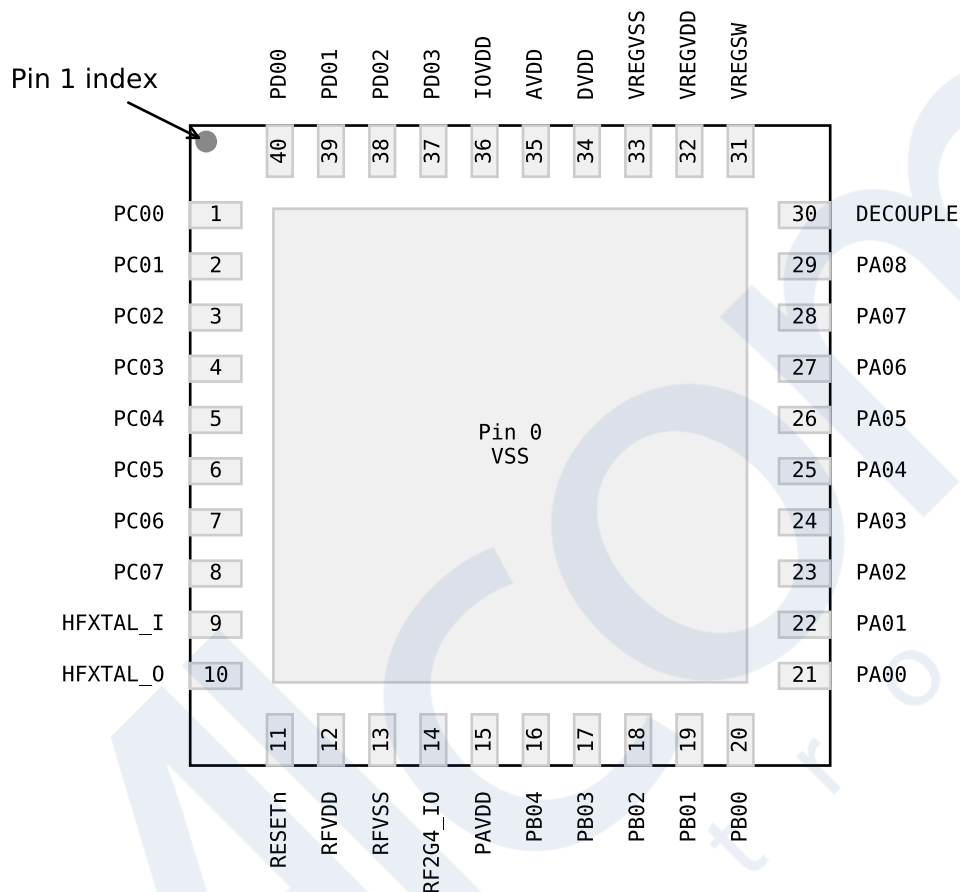 Pin 1 index
PD00
PD01
PD02
PD03
IOVDD
AVDD
DVDD
VREGVSS
VREGVDD
VREGSW
40
39
38
37
36
35
34
33
32
31
PC00 1
PC01 2
PC02 3
PC03 4
PC04 5
PC05 6
PC06 7
PC07 8
HFXTAL_I 9
HFXTAL_O 10
Pin 0
VSS
30 DECOUPLE
29 PA08
28 PA07
27 PA06
26 PA05
25 PA04
24 PA03
23 PA02
22 PA01
21 PA00
11
12
13
14
15
16
17
18
19
20
RESETn
RFVDD
RFVSS
RF2G4_IO
PAVDD
PB04
PB03
PB02
PB01
PB00